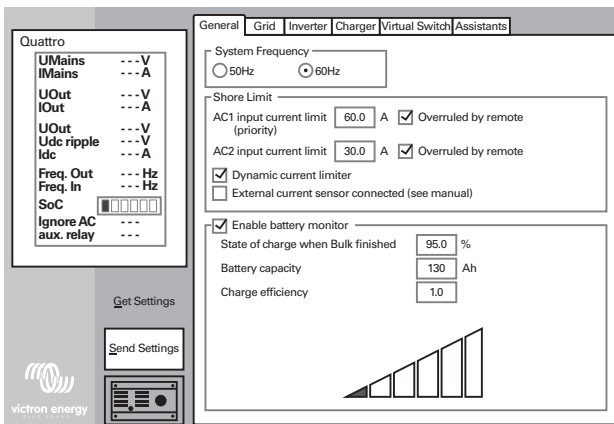 Quattro
UMains ---V
IMains ---A
UOut ---V
IOut ---A
UOut ---V
Udc ripple ---V
Idc ---A
Freq. Out --- Hz
Freq. In --- Hz
SoC
Ignore AC ---
aux. relay ---
Get Settings
Send Settings
victron energy
General Grid Inverter Charger Virtual Switch Assistants
System Frequency
50Hz 60Hz
Shore Limit
AC1 input current limit 60.0 A Overruled by remote
(priority)
AC2 input current limit 30.0 A Overruled by remote
Dynamic current limiter
External current sensor connected (see manual)
Enable battery monitor
State of charge when Bulk finished 95.0 %
Battery capacity 130 Ah
Charge efficiency 1.0